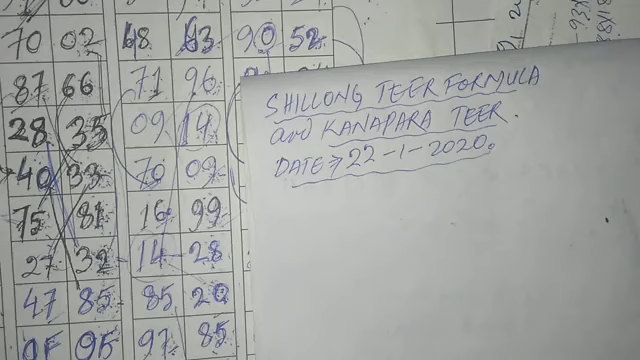 70 02 68 63 90 52
87 66 71 96
28 35 09 14
40 33 70 09
75 81 16 99
27 32 14 28
47 85 85 20
95 97 85
SHILLONG TEER FORMULA
and KANAPARA TEER.
DATE⇒22-1-2020.